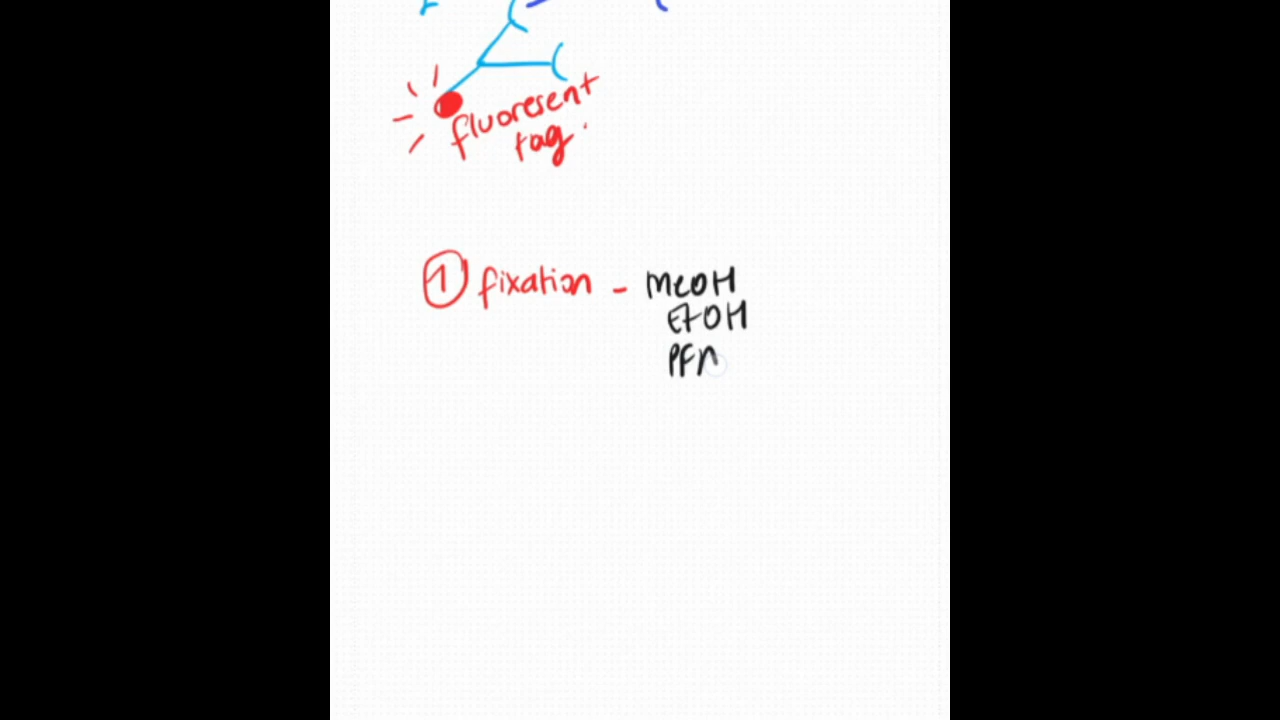 fluoresent
tag.
1 fixation - MeOH
EtOH
PFA